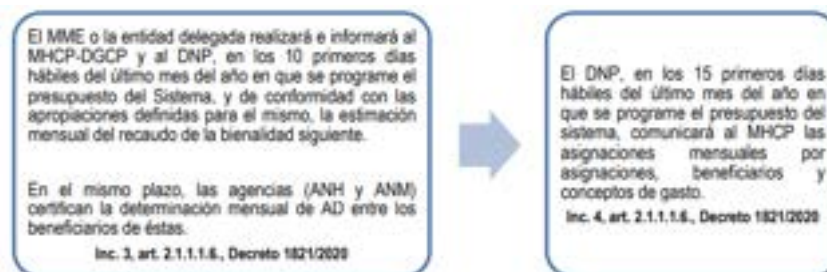 El MME o la entidad delegada realizará e informará al
MHCP-DGCP y al DNP, en los 10 primeros días
hábiles del último mes del año en que se programe el
presupuesto del Sistema, y de conformidad con las
apropiaciones definidas para el mismo, la estimación
mensual del recaudo de la bienalidad siguiente.
En el mismo plazo, las agencias (ANH y ANM)
certifican la determinación mensual de AD entre los
beneficiarios de éstas.
Inc. 3, art. 2.1.1.1.6., Decreto 1821/2020
El DNP, en los 15 primeros días
hábiles del último mes del año en
que se programe el presupuesto del
sistema, comunicará al MHCP las
asignaciones mensuales por
asignaciones, beneficiarios y
conceptos de gasto.
Inc. 4, art. 2.1.1.1.6., Decreto 1821/2020